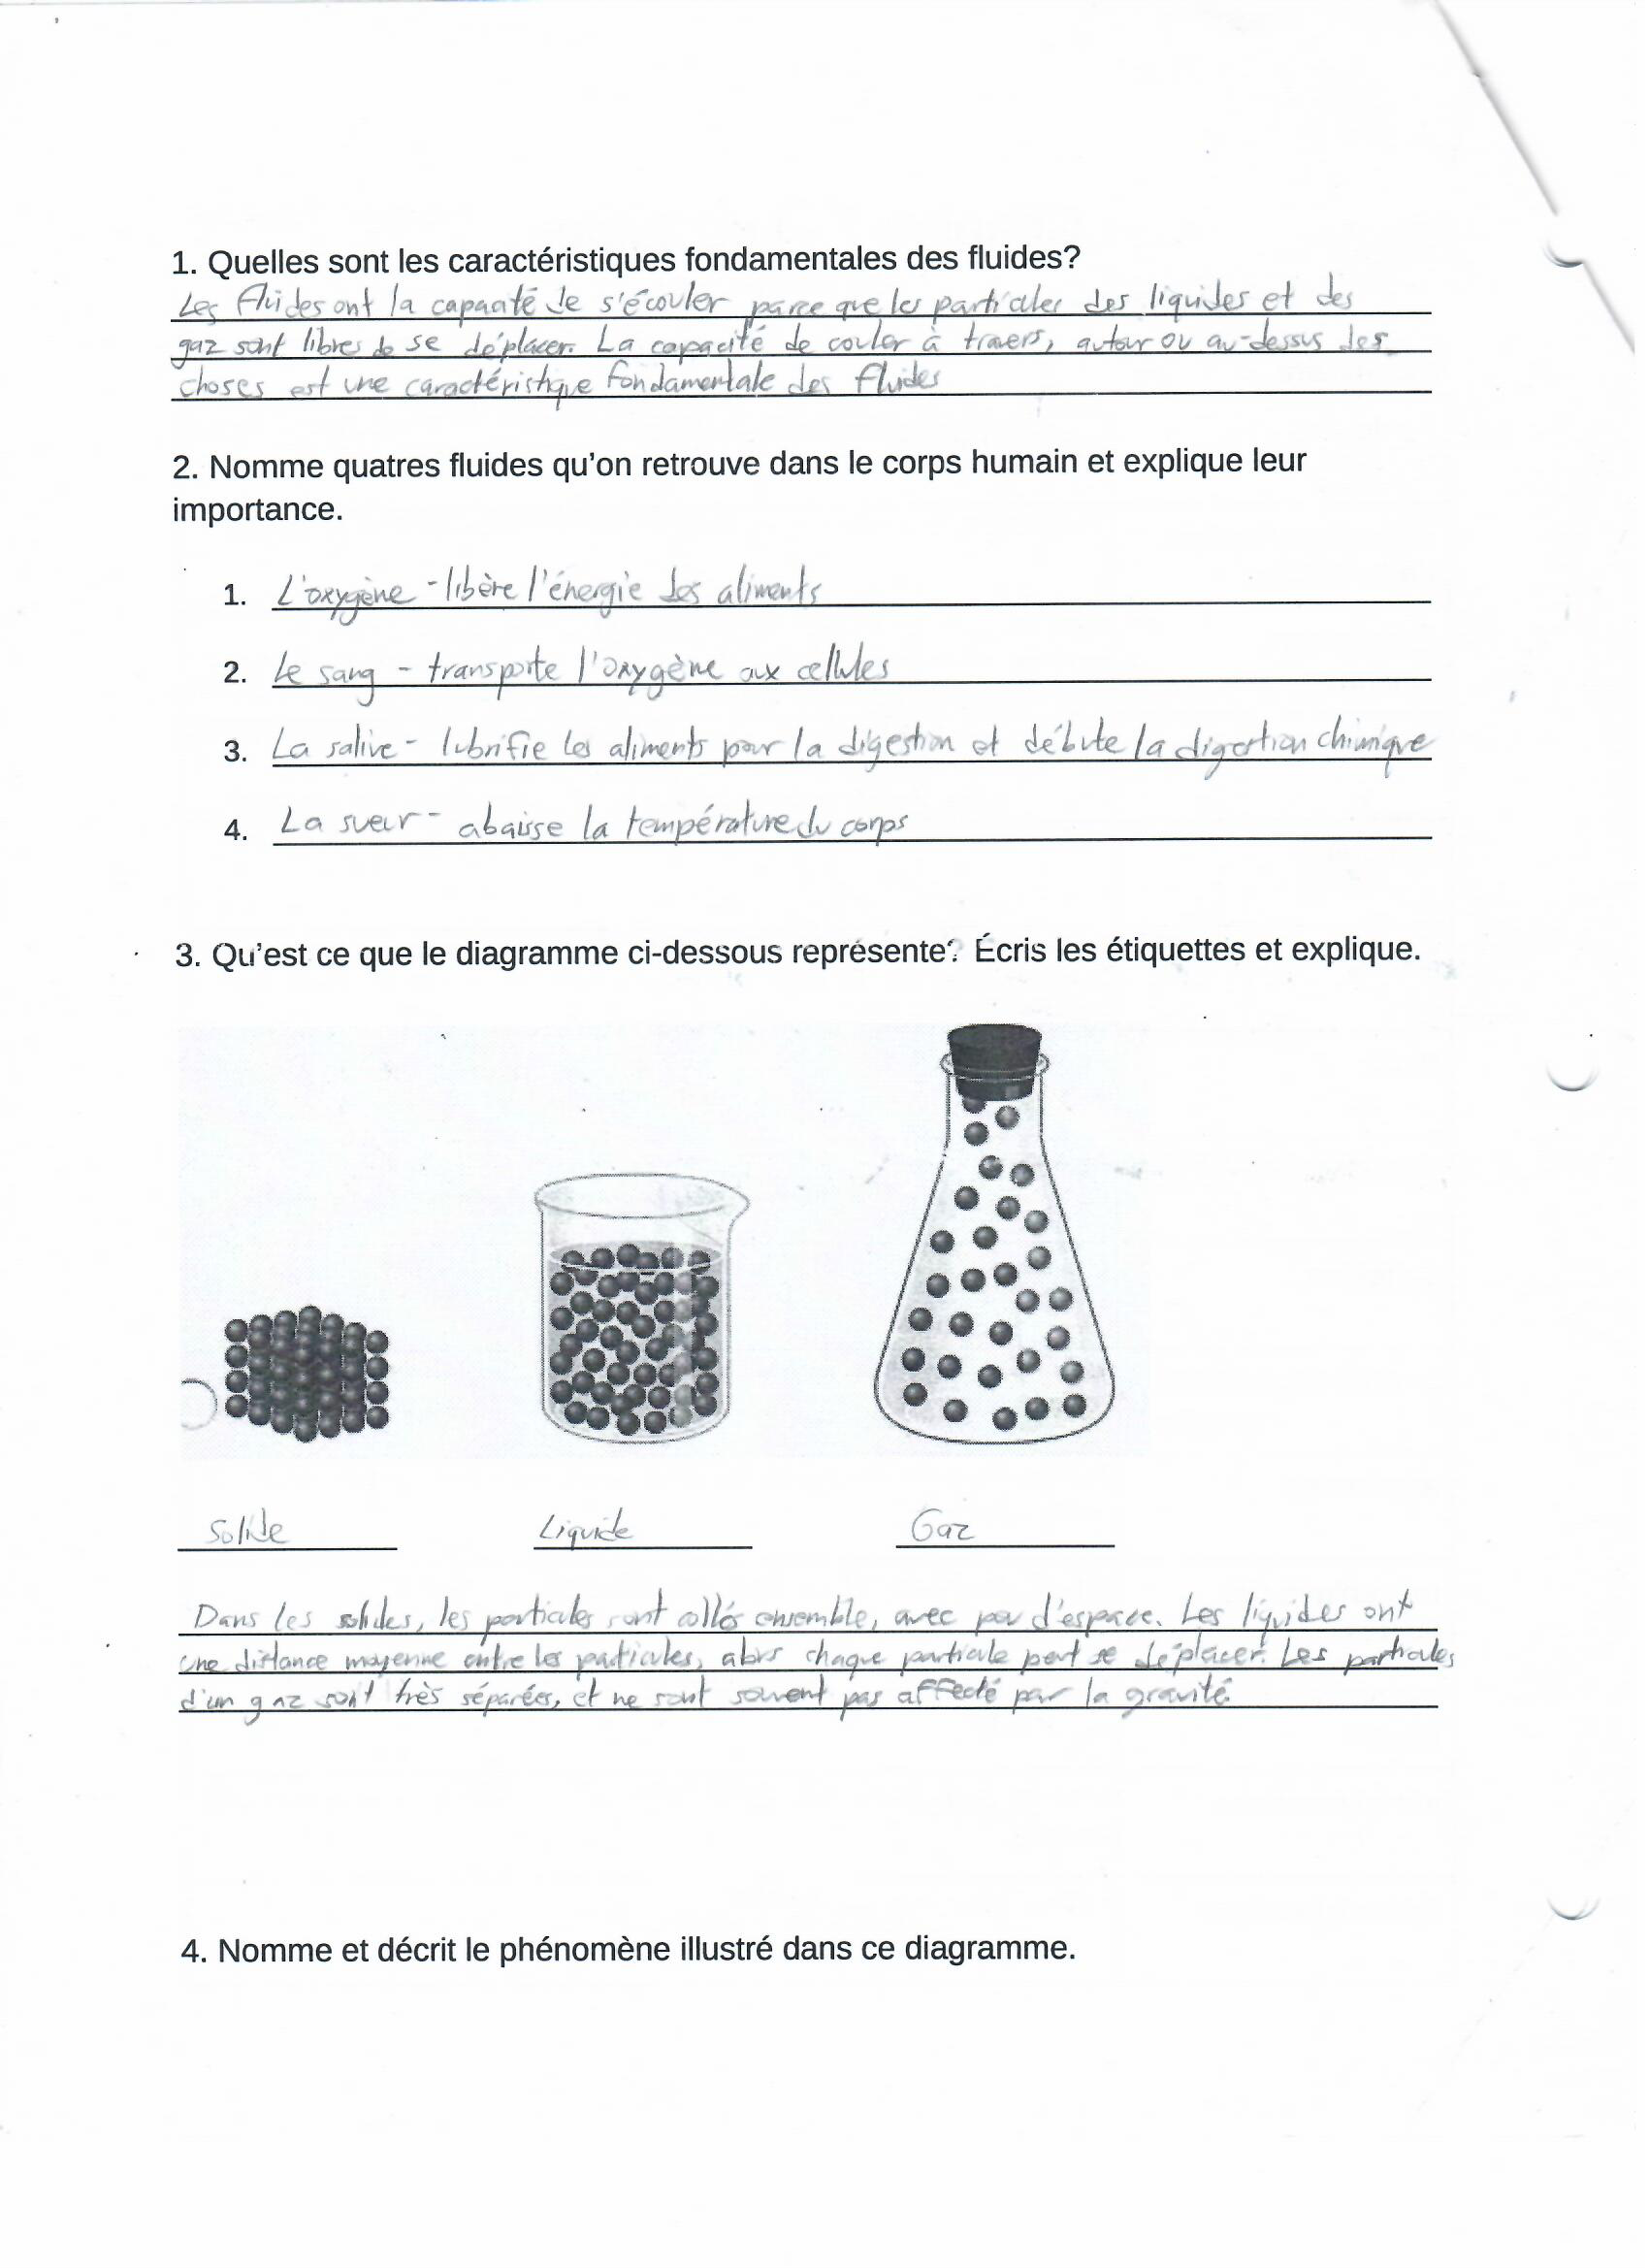 1. Quelles sont les caractéristiques fondamentales des fluides?
Les fluides ont la capacité de s'écouler parce que les particules des liquides et des
gaz sont libres de se déplacer. La capacité de couler à travers, autour ou au-dessus des
choses est une caractéristique fondamentale des fluides
2. Nomme quatres fluides qu'on retrouve dans le corps humain et explique leur
importance.
1. L'oxygène - libère l'énergie des aliments
2. Le sang - transporte l'oxygène aux cellules
3. La salive - lubrifie les aliments pour la digestion et débute la digestion chimique
4. La sueur - abaisse la température du corps
3. Qu'est ce que le diagramme ci-dessous représente? Écris les étiquettes et explique.
Solide Liquide Gaz
Dans les solides, les particules sont collés ensemble, avec peu d'espace. Les liquides ont
une distance moyenne entre les particules, alors chaque particule peut se déplacer. Les particules
d'un gaz sont très séparées, et ne sont souvent pas affecté par la gravité.
4. Nomme et décrit le phénomène illustré dans ce diagramme.